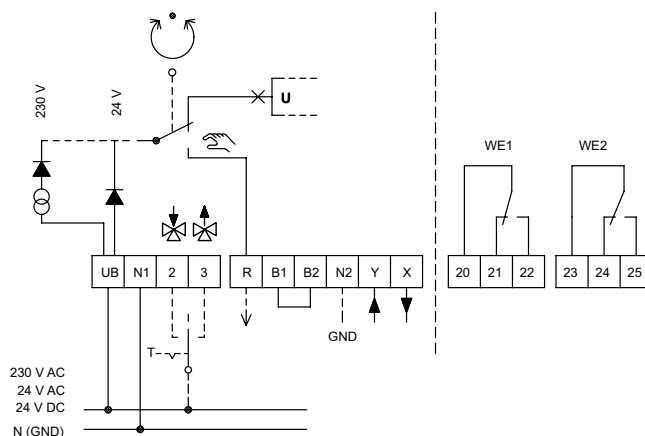 230 V
24 V
U
WE1
WE2
UB N1 2 3 R B1 B2 N2 Y X
20 21 22 23 24 25
GND
T
230 V AC
24 V AC
24 V DC
N (GND)